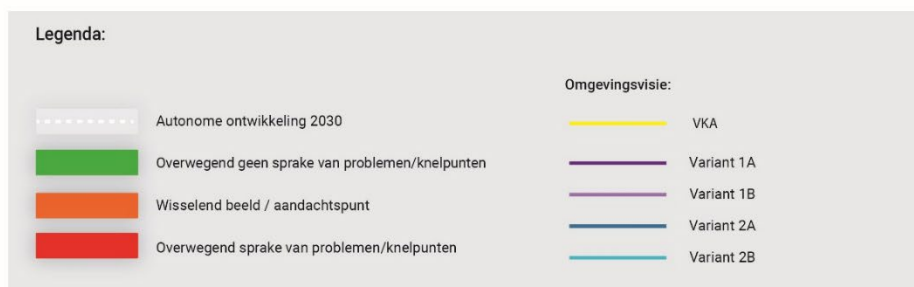 Legenda:
Autonome ontwikkeling 2030
Overwegend geen sprake van problemen/knelpunten
Wisselend beeld / aandachtspunt
Overwegend sprake van problemen/knelpunten
Omgevingsvisie:
VKA
Variant 1A
Variant 1B
Variant 2A
Variant 2B